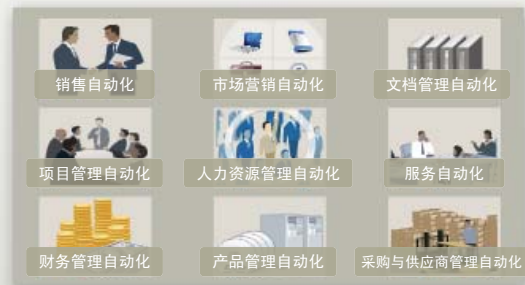 销售自动化
市场营销自动化
文档管理自动化
项目管理自动化
人力资源管理自动化
服务自动化
财务管理自动化
产品管理自动化
采购与供应商管理自动化